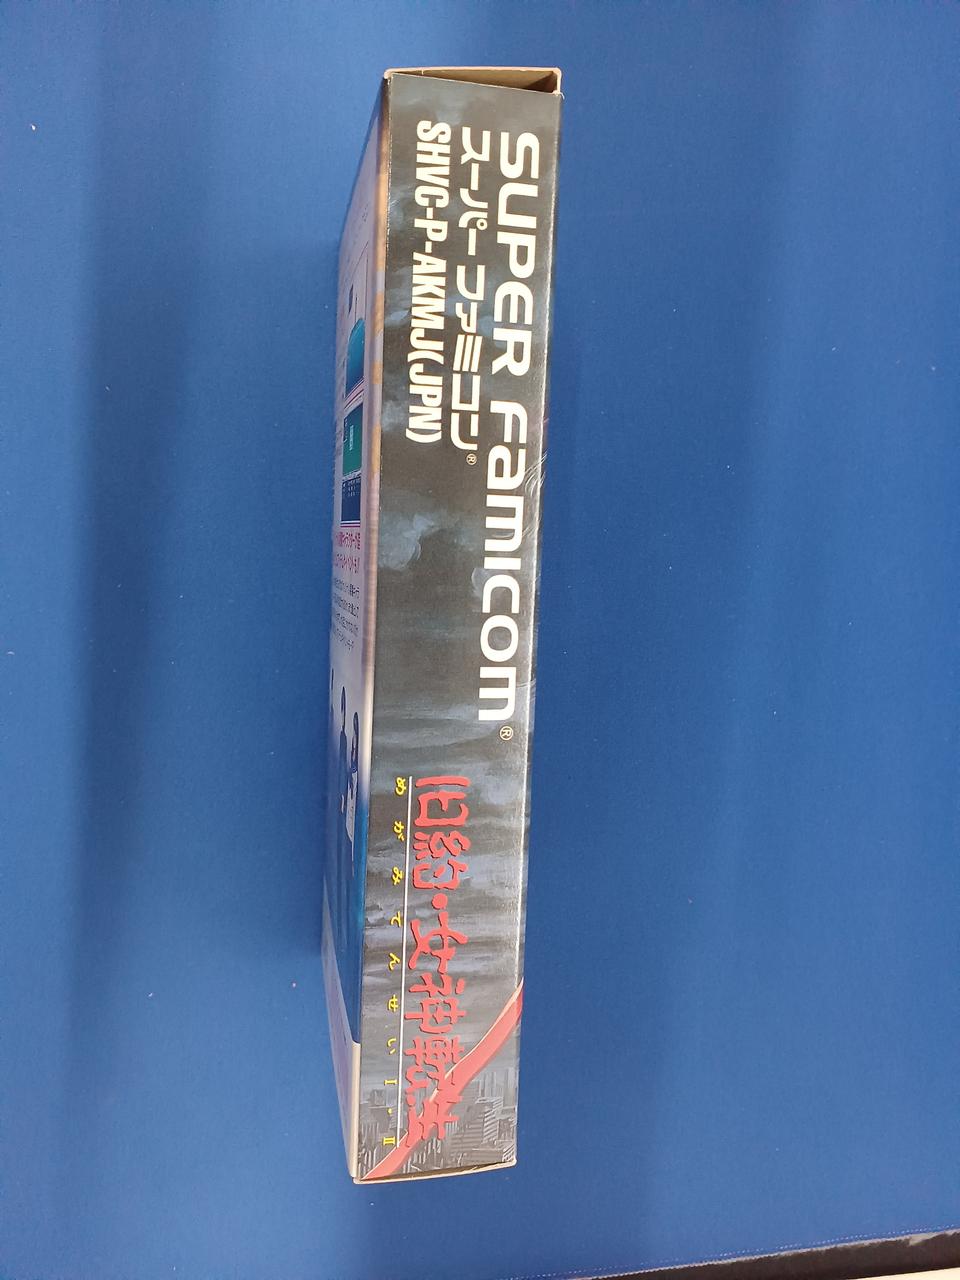 SUPER Famicom®
スーパーファミコン®
SHVC-P-AKMJ(JPN)
旧約・女神転生
めがみてんせいⅠ・Ⅱ